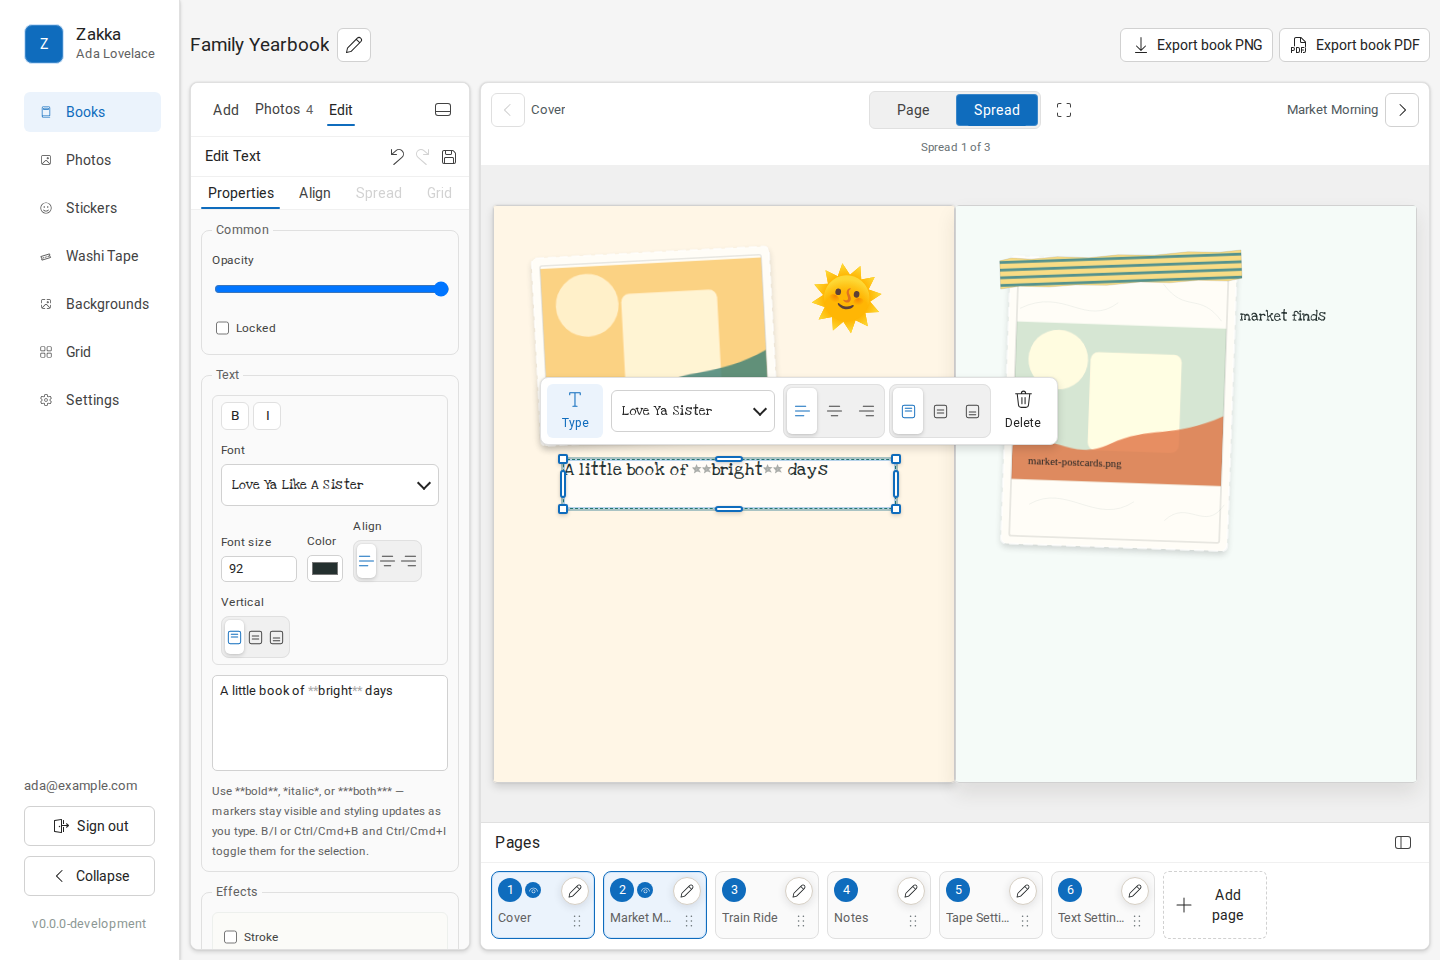 Z
Zakka
Ada Lovelace
Books
Photos
Stickers
Washi Tape
Backgrounds
Grid
Settings
ada@example.com
Sign out
Collapse
v0.0.0-development
Family Yearbook
Export book PNG
PDF
Export book PDF
Add
Photos 4
Edit
Edit Text
Properties
Align
Spread
Grid
Common
Opacity
Locked
Text
B
I
Font
Love Ya Like A Sister
Font size
Color
Align
92
Vertical
A little book of **bright** days
Use **bold**, *italic*, or ***both*** —
markers stay visible and styling updates as
you type. B/I or Ctrl/Cmd+B and Ctrl/Cmd+I
toggle them for the selection.
Effects
Stroke
Cover
Page
Spread
Market Morning
Spread 1 of 3
market finds
T
Type
Love Ya Sister
Delete
A little book of **bright** days
market-postcards.png
Pages
1
Cover
2
Market M...
3
Train Ride
4
Notes
5
Tape Setti...
6
Text Settin...
Add
page